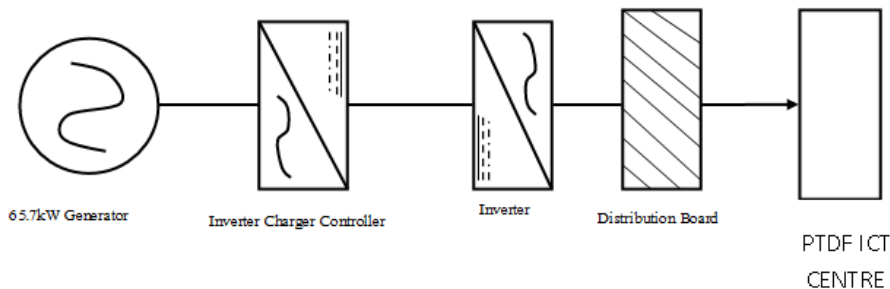 65.7kW Generator
Inverter Charger Controller
Inverter
Distribution Board
PTDF ICT
CENTRE